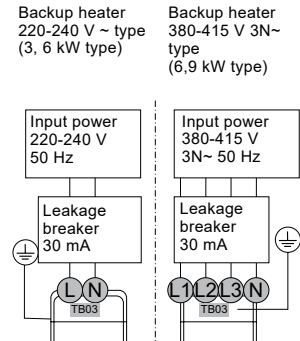 Backup heater
220-240 V ~ type
(3, 6 kW type)
Backup heater
380-415 V 3N~
type
(6,9 kW type)
Input power
220-240 V
50 Hz
Input power
380-415 V
3N~ 50 Hz
Leakage
breaker
30 mA
Leakage
breaker
30 mA
L N
TB03
L1 L2 L3 N
TB03